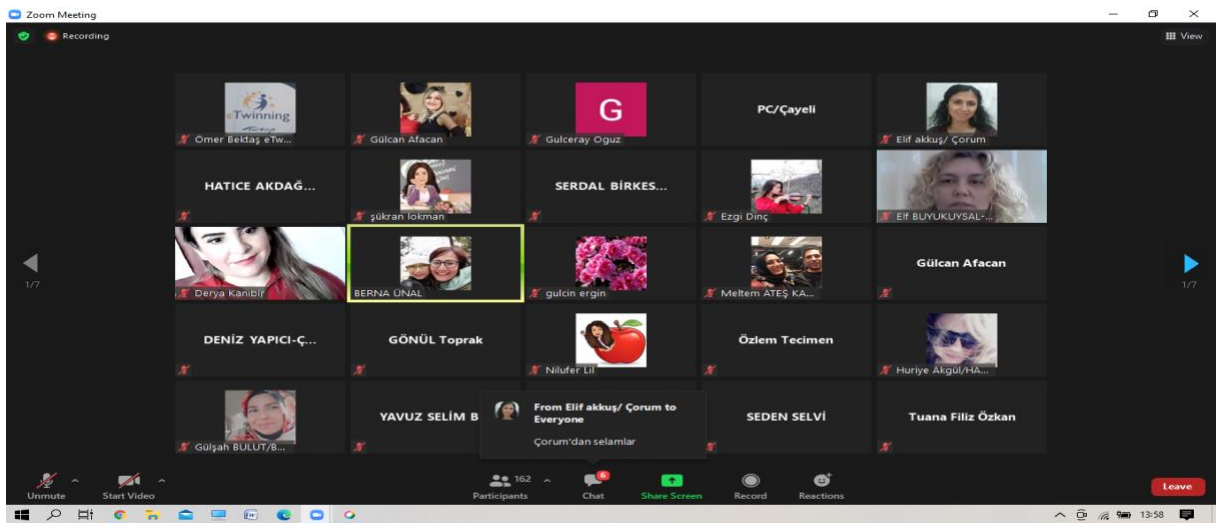 Zoom Meeting
Recording
View
eTwinning
Ömer Bektaş eTw...
Gülcan Afacan
G
Gulceray Oguz
PC/Çayeli
Elif akkuş/ Çorum
HATICE AKDAĞ...
şükran lokman
SERDAL BİRKES...
Ezgi Dinç
Elf BUYUKUYSAL-...
Derya Kanibir
BERNA ÜNAL
gulcin ergin
Meltem ATEŞ KA...
Gülcan Afacan
1/7
1/7
DENİZ YAPICI-Ç...
GÖNÜL Toprak
Nilufer Lil
Özlem Tecimen
Huriye Akgül/HA...
Gülşah BULUT/B...
YAVUZ SELİM B
From Elif akkuş/ Çorum to
Everyone
Çorum'dan selamlar
SEDEN SELVİ
Tuana Filiz Özkan
Unmute
Start Video
162
Participants
6
Chat
Share Screen
Record
Reactions
Leave
13:58